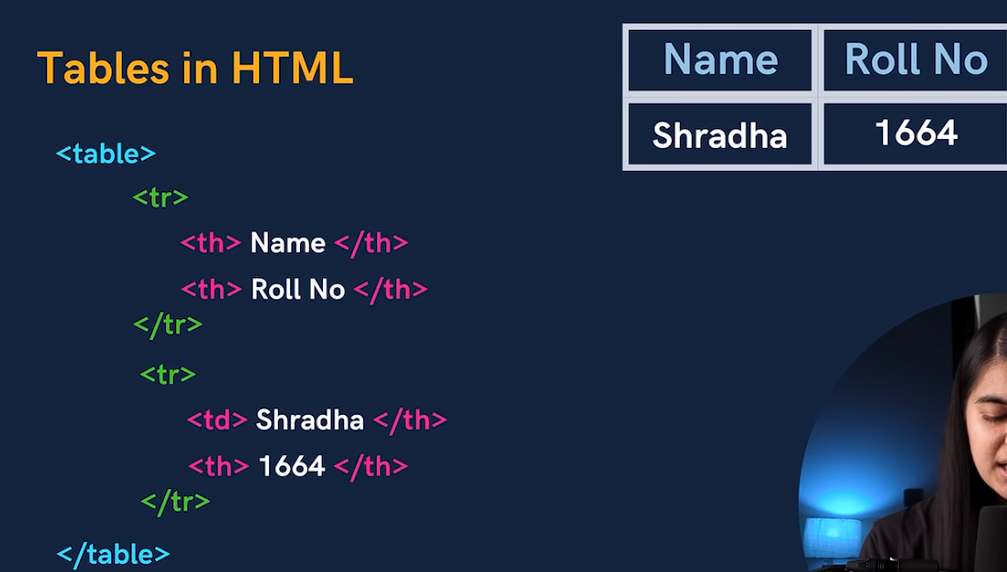 Tables in HTML
<table>
<tr>
<th> Name </th>
<th> Roll No </th>
</tr>
<tr>
<td> Shradha </th>
<th> 1664 </th>
</tr>
</table>
Name Roll No
Shradha 1664